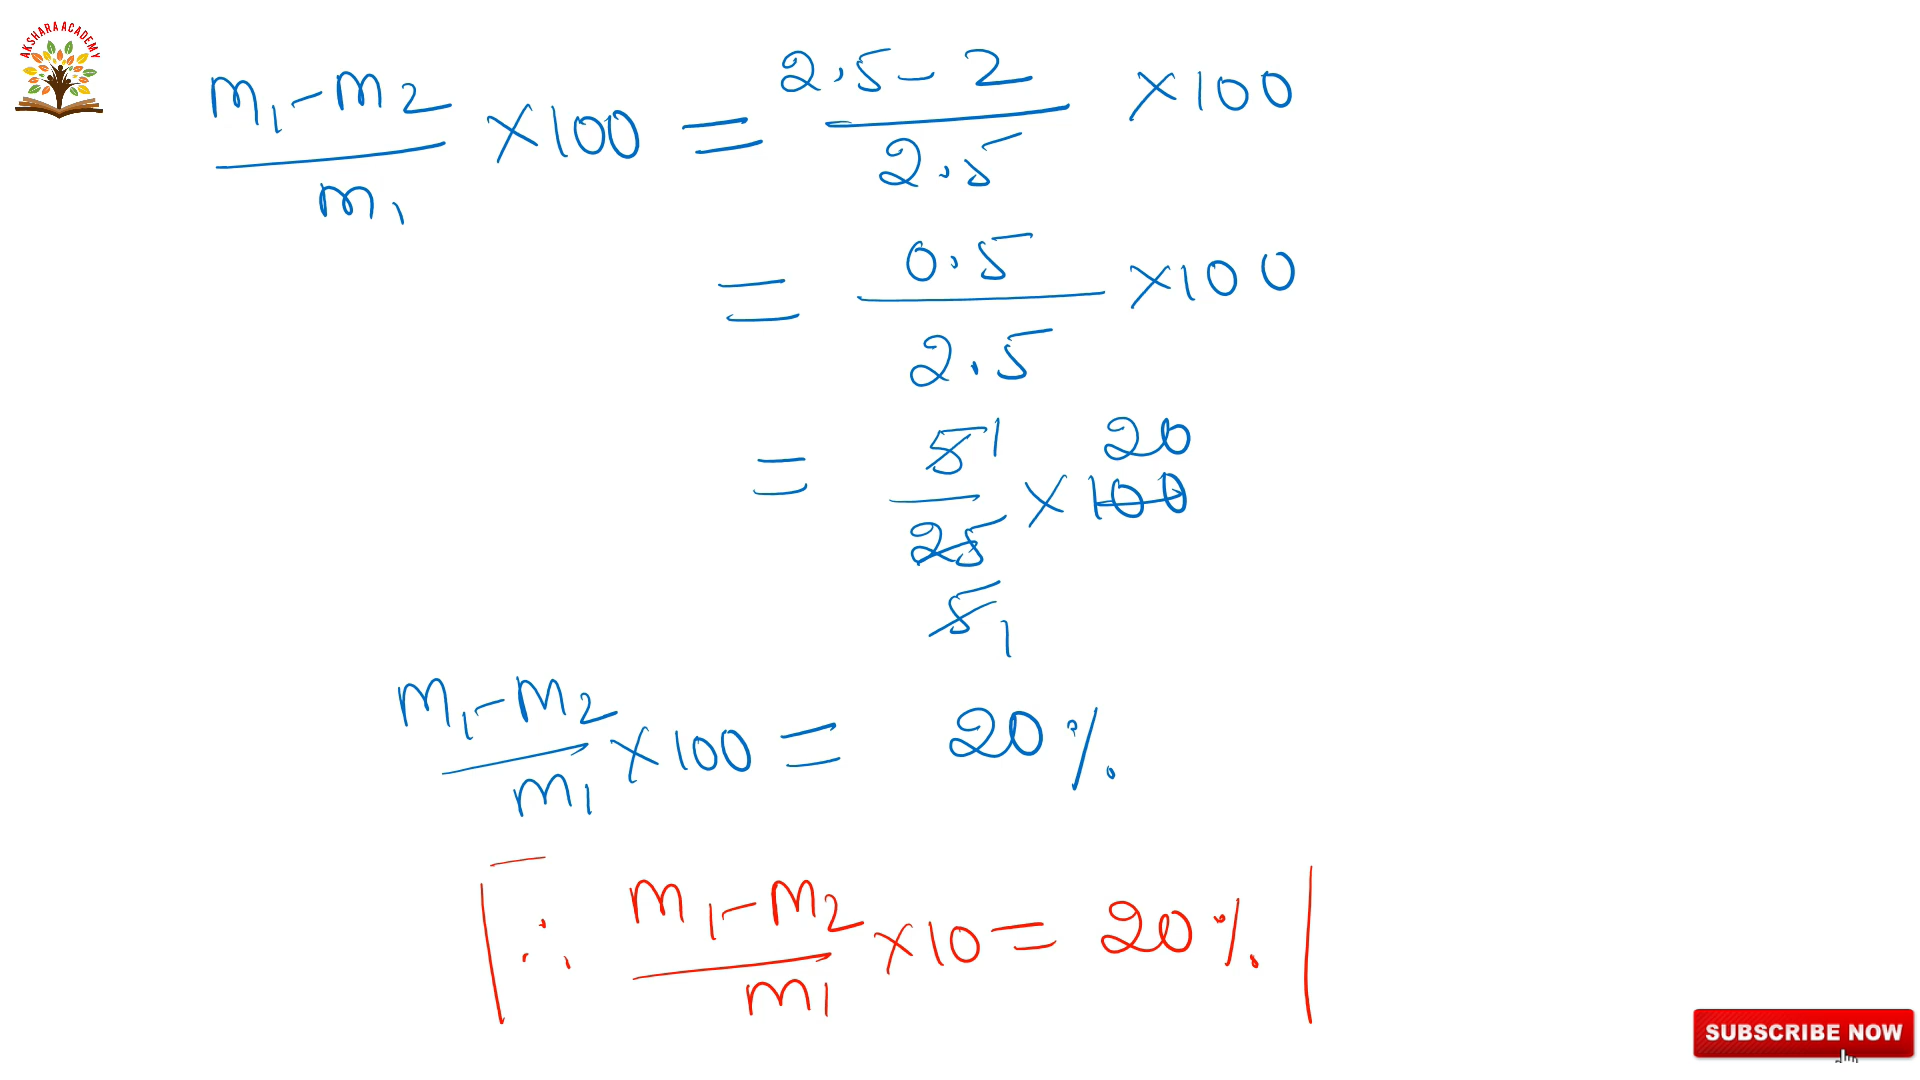 AKSHARA ACADEMY
m₁-m₂/m₁ ×100 = 2.5-2/2.5 ×100
= 0.5/2.5 ×100
= 5 1/25 5 1 ×100 20
m₁-m₂/m₁ ×100 = 20%.
∴ m₁-m₂/m₁ ×10 = 20%.
SUBSCRIBE NOW